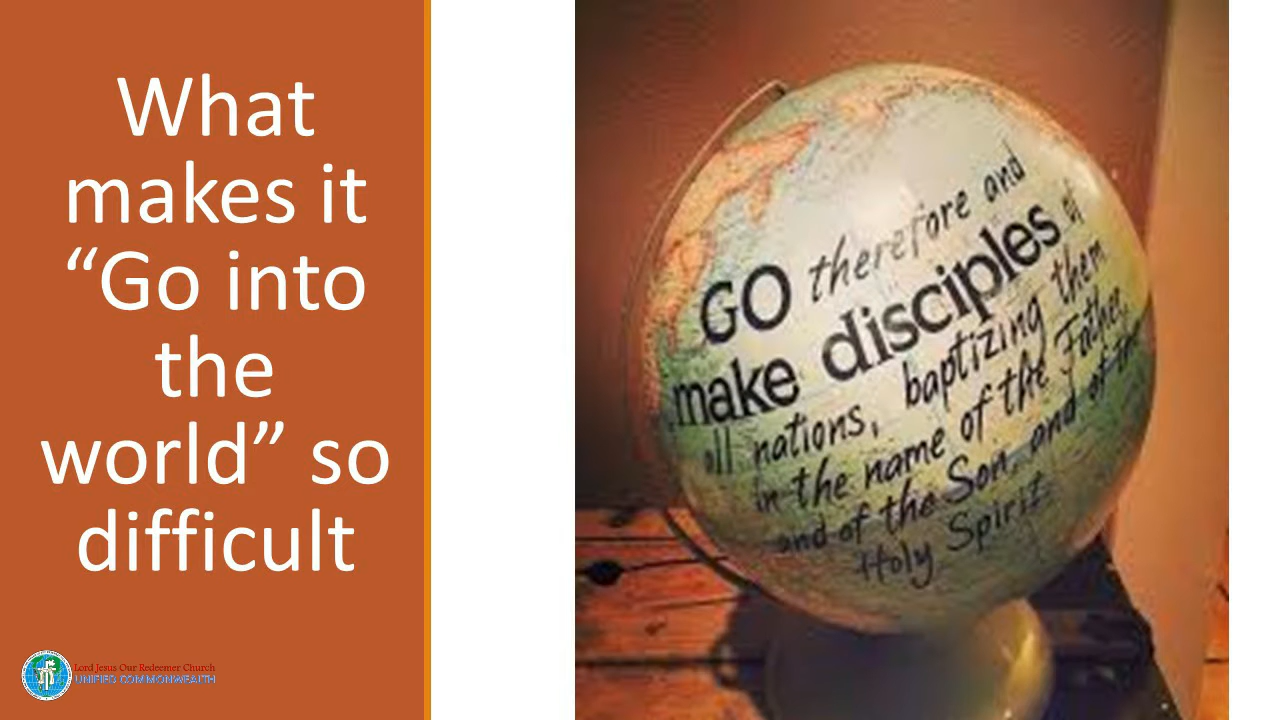 What
makes it
“Go into
the
world” so
difficult
Lord Jesus Our Redeemer Church
UNIFIED COMMONWEALTH
GO therefore and
make disciples of
all nations, baptizing them
in the name of the Father,
and of the Son, and of the
Holy Spirit